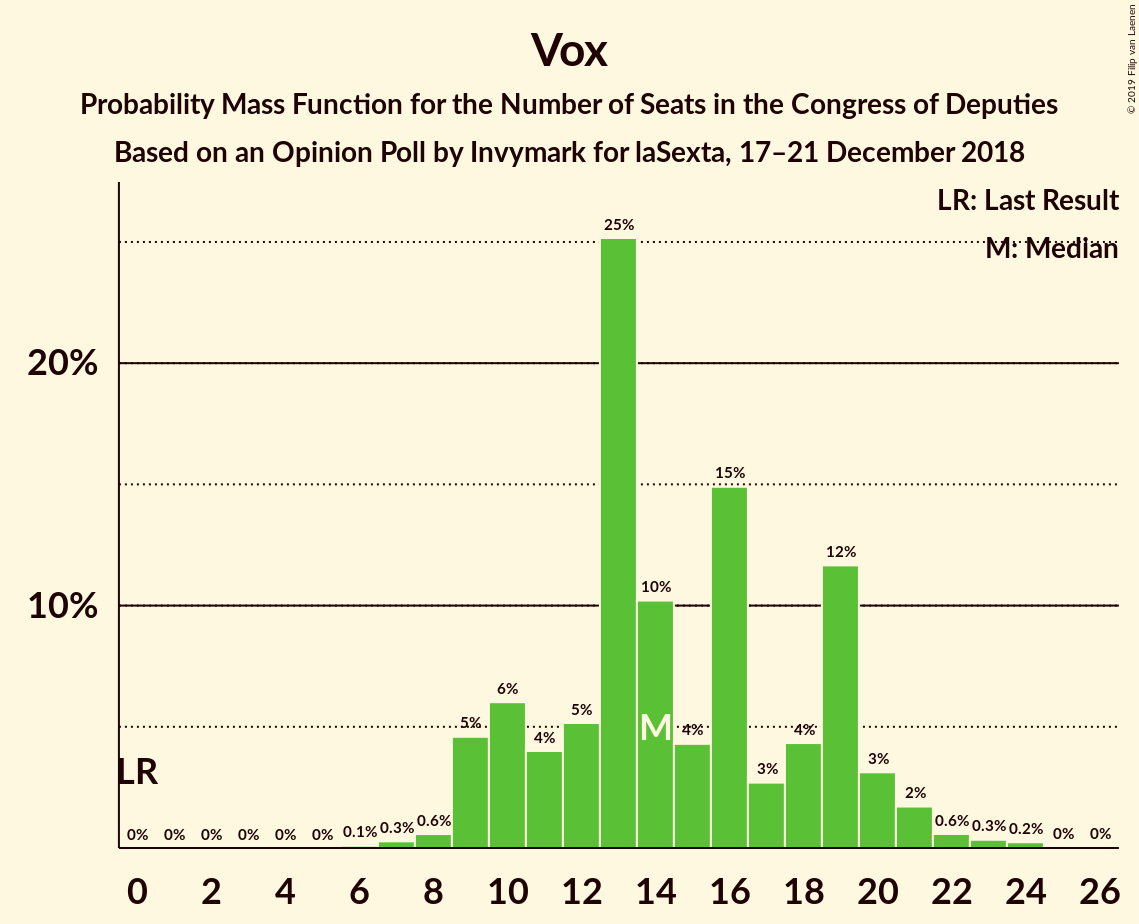 Vox
Probability Mass Function for the Number of Seats in the Congress of Deputies
Based on an Opinion Poll by Invymark for laSexta, 17–21 December 2018
© 2019 Filip van Laenen
LR: Last Result
M: Median
20%
10%
0% 0% 0% 0% 0% 0% 0.1% 0.3% 0.6% 5% 6% 4% 5% 25% 10% 4% 15% 3% 4% 12% 3% 2% 0.6% 0.3% 0.2% 0% 0%
LR
M
0 2 4 6 8 10 12 14 16 18 20 22 24 26